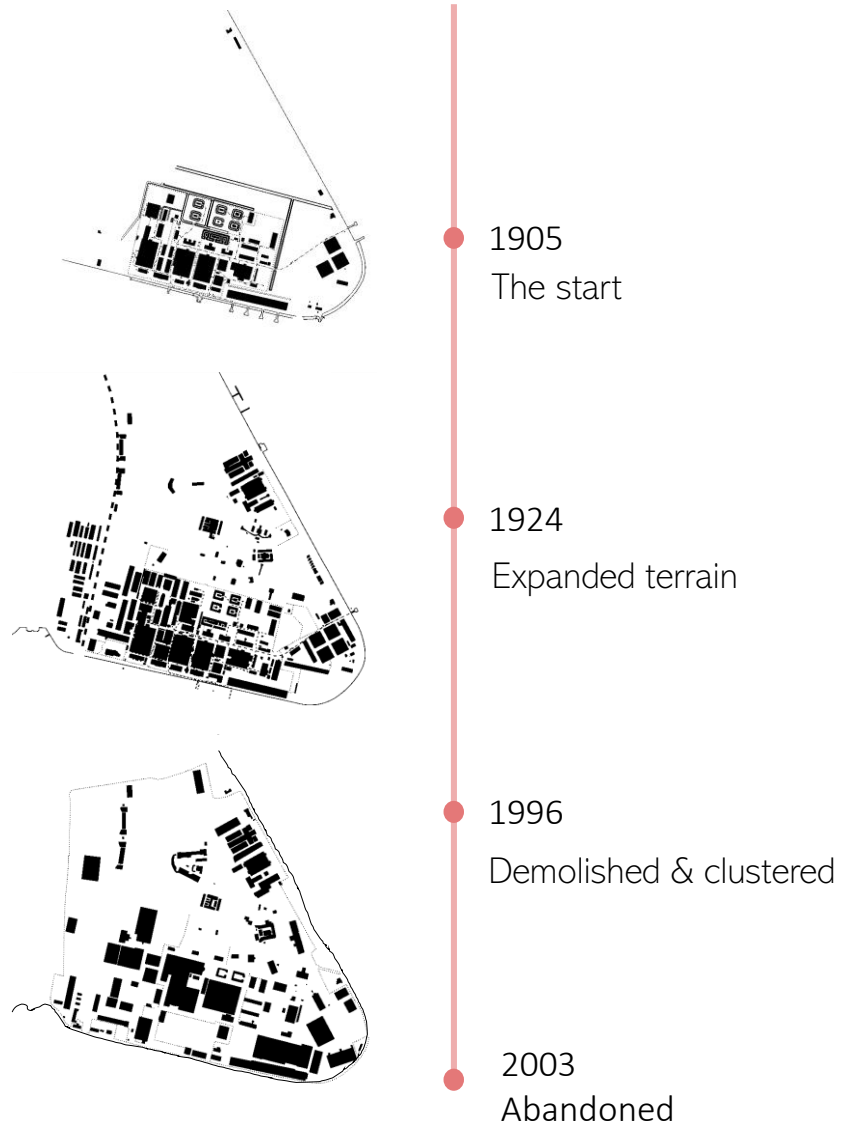 1905
The start
1924
Expanded terrain
1996
Demolished & clustered
2003
Abandoned